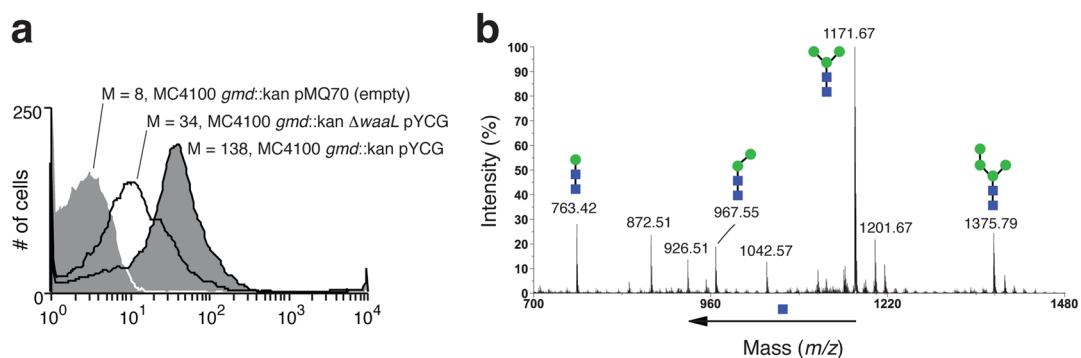 a
M = 8, MC4100 gmd::kan pMQ70 (empty)
M = 34, MC4100 gmd::kan ΔwaaL pYCG
M = 138, MC4100 gmd::kan pYCG
250
0
# of cells
10⁰ 10¹ 10² 10³ 10⁴
b
Intensity (%)
100
90
80
70
60
50
40
30
20
10
0
763.42
872.51
926.51
967.55
1042.57
1171.67
1201.67
1375.79
700 960 1220 1480
Mass (m/z)